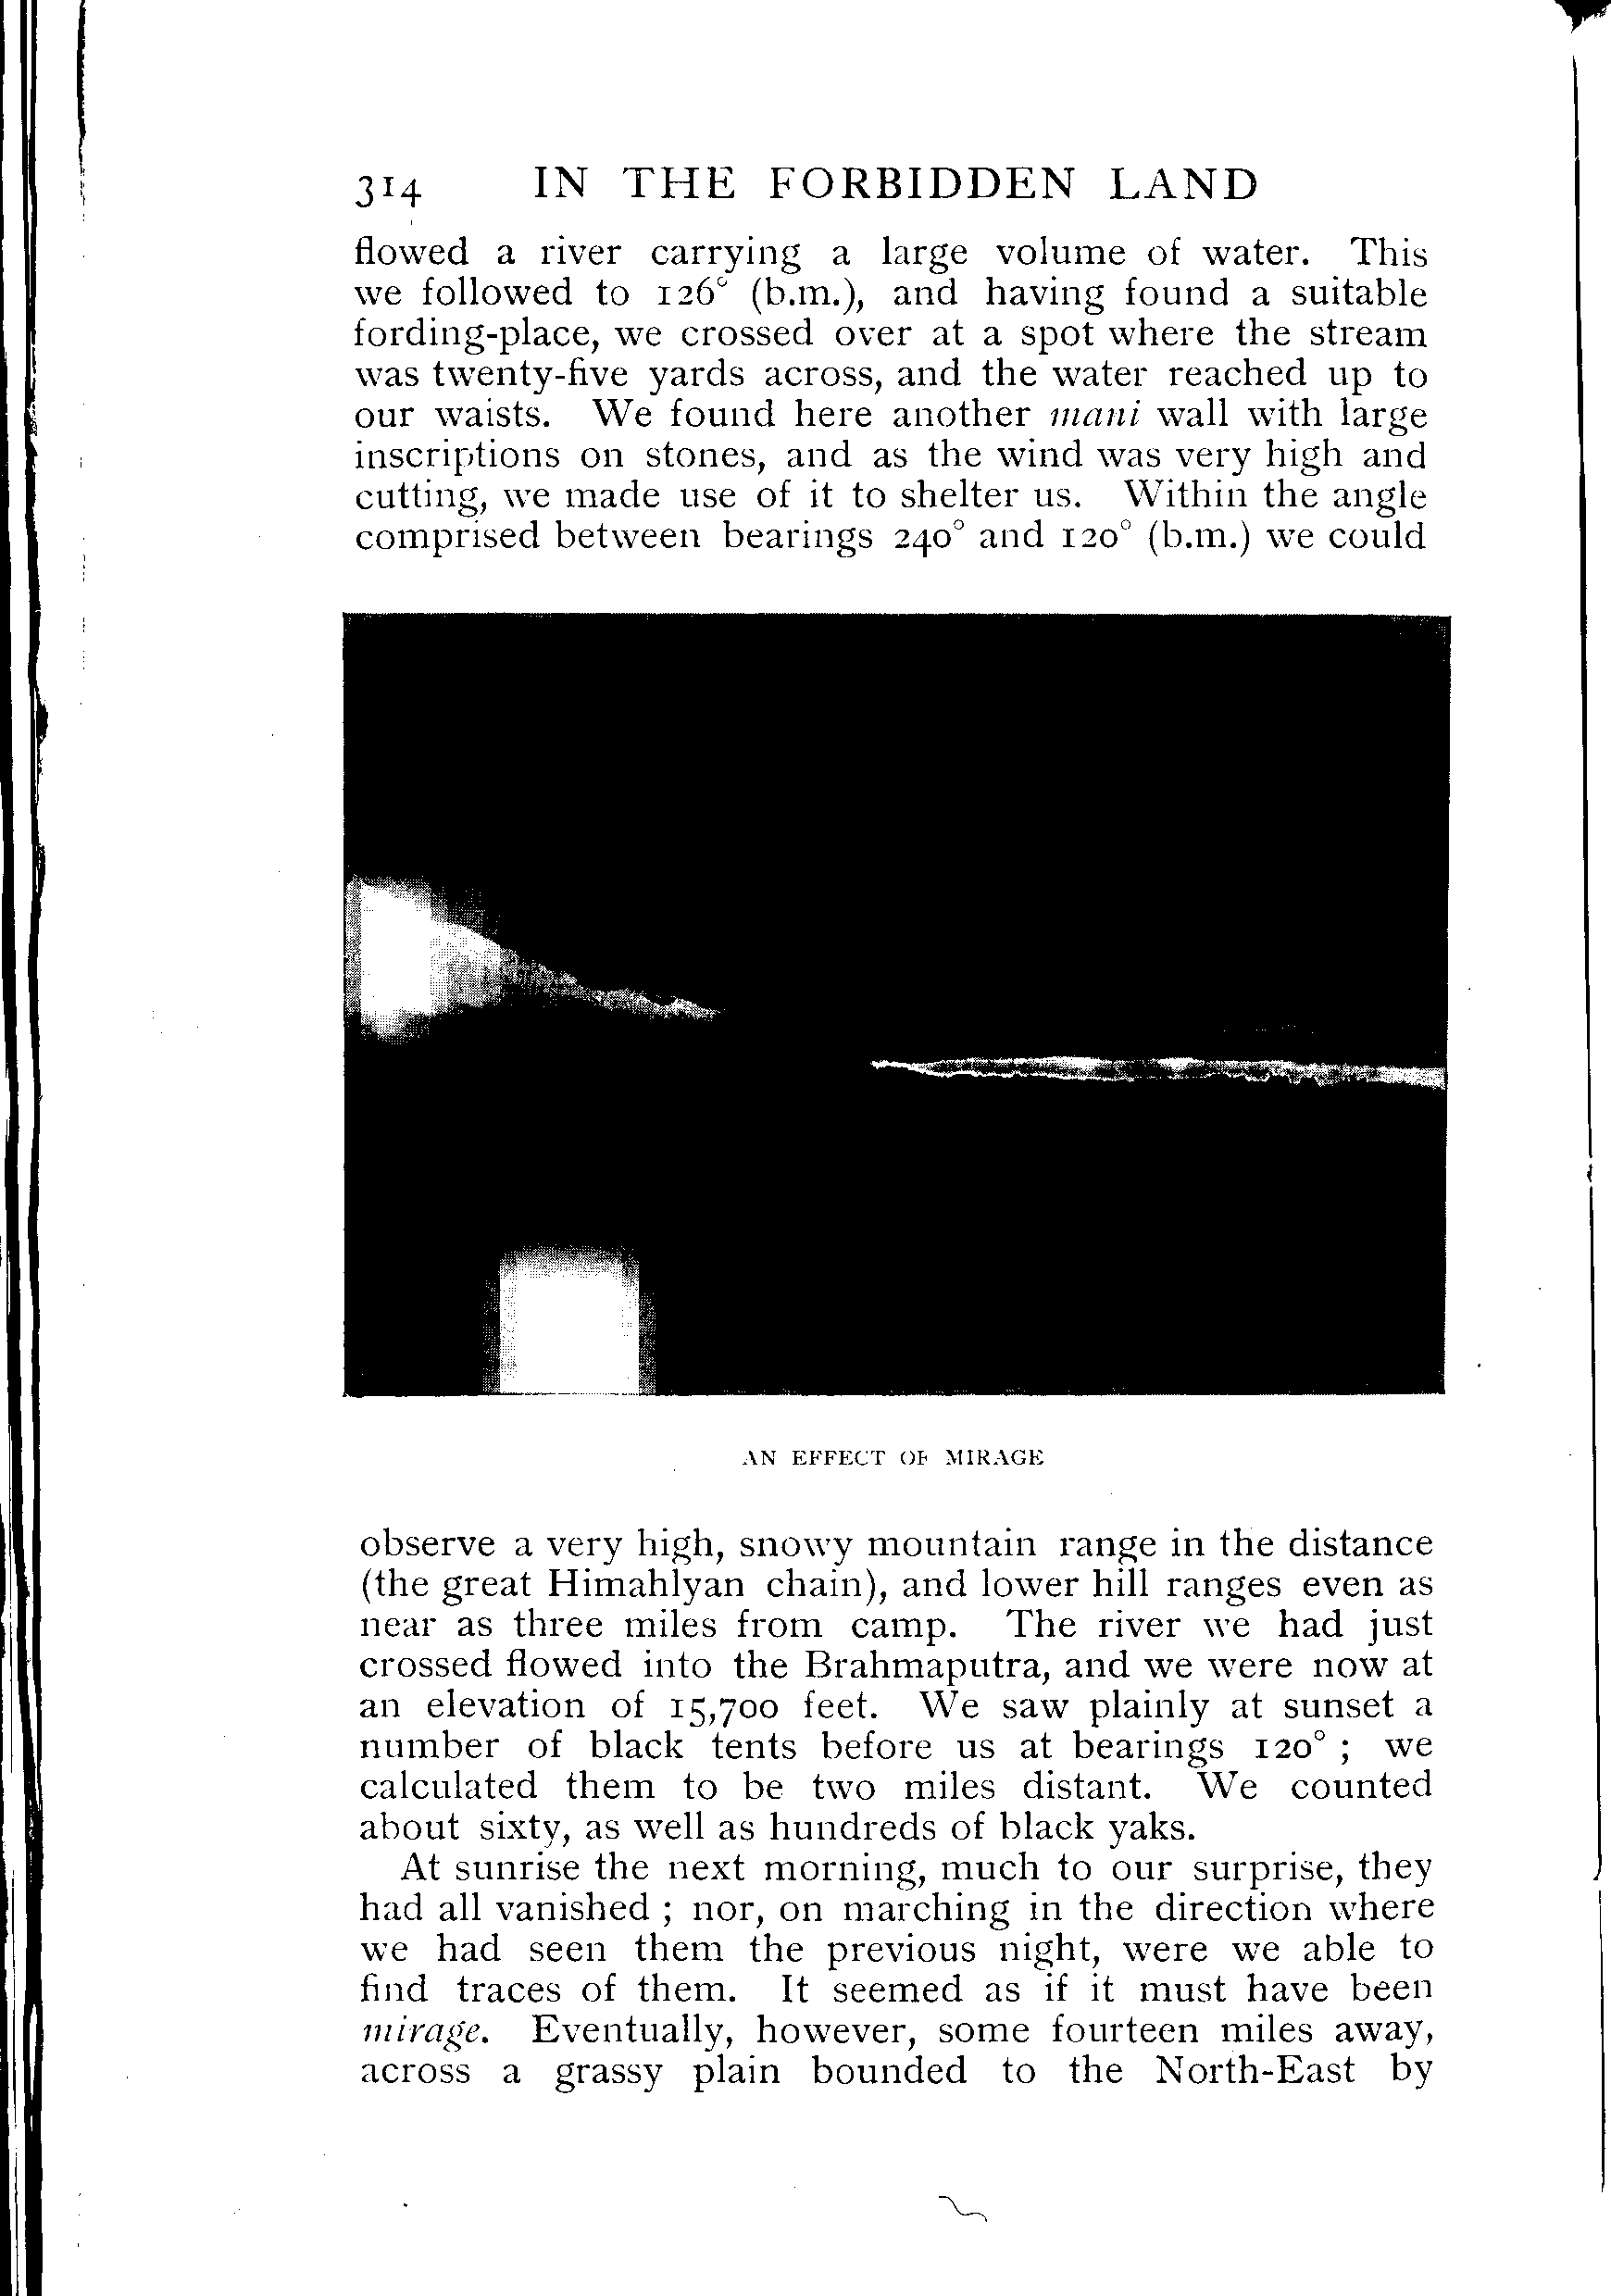 314 IN THE FORBIDDEN LAND
flowed a river carrying a large volume of water. This
we followed to 126° (b.m.), and having found a suitable
fording-place, we crossed over at a spot where the stream
was twenty-five yards across, and the water reached up to
our waists. We found here another mani wall with large
inscriptions on stones, and as the wind was very high and
cutting, we made use of it to shelter us. Within the angle
comprised between bearings 240° and 120° (b.m.) we could
AN EFFECT OF MIRAGE
observe a very high, snowy mountain range in the distance
(the great Himahlyan chain), and lower hill ranges even as
near as three miles from camp. The river we had just
crossed flowed into the Brahmaputra, and we were now at
an elevation of 15,700 feet. We saw plainly at sunset a
number of black tents before us at bearings 120° ; we
calculated them to be two miles distant. We counted
about sixty, as well as hundreds of black yaks.
At sunrise the next morning, much to our surprise, they
had all vanished ; nor, on marching in the direction where
we had seen them the previous night, were we able to
find traces of them. It seemed as if it must have been
mirage. Eventually, however, some fourteen miles away,
across a grassy plain bounded to the North-East by